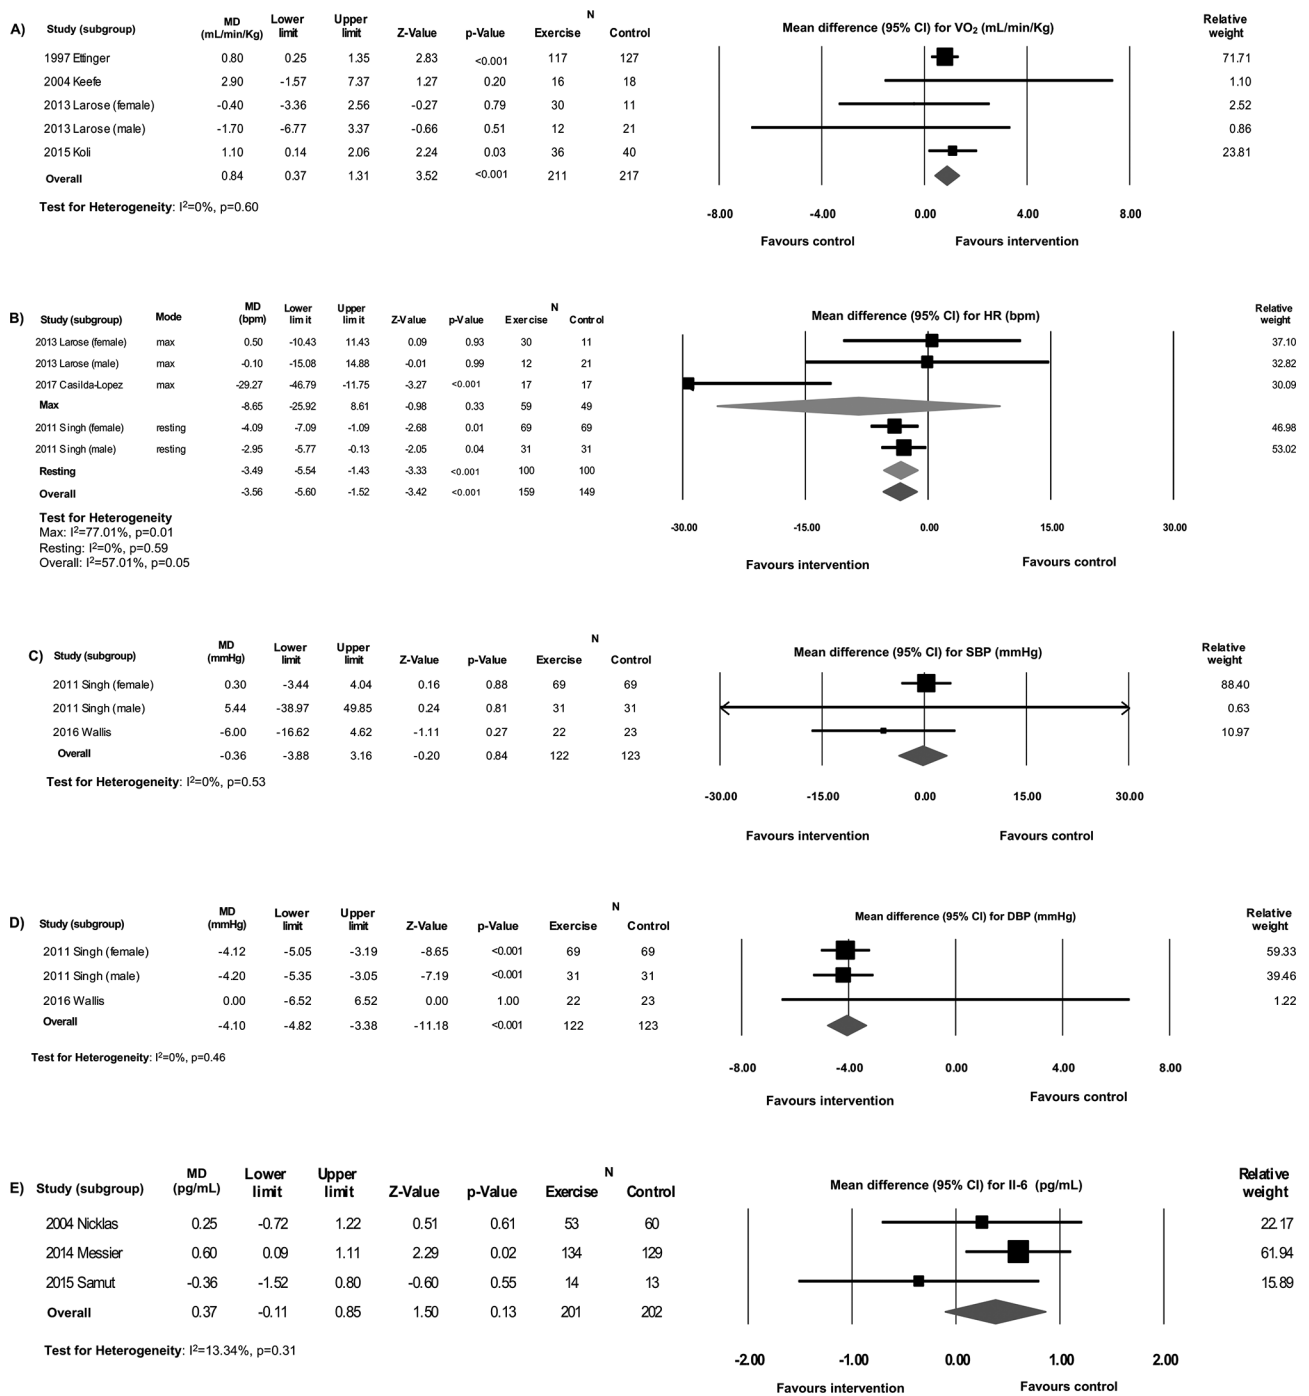 A) Study (subgroup) MD (mL/min/Kg) Lower limit Upper limit Z-Value p-Value N Exercise Control Mean difference (95% CI) for VO2 (mL/min/Kg) Relative weight
1997 Ettinger 0.80 0.25 1.35 2.83 <0.001 117 127 71.71
2004 Keefe 2.90 -1.57 7.37 1.27 0.20 16 18 1.10
2013 Larose (female) -0.40 -3.36 2.56 -0.27 0.79 30 11 2.52
2013 Larose (male) -1.70 -6.77 3.37 -0.66 0.51 12 21 0.86
2015 Koli 1.10 0.14 2.06 2.24 0.03 36 40 23.81
Overall 0.84 0.37 1.31 3.52 <0.001 211 217
Test for Heterogeneity: I2=0%, p=0.60
-8.00 -4.00 0.00 4.00 8.00
Favours control Favours intervention
B) Study (subgroup) Mode MD (bpm) Lower limit Upper limit Z-Value p-Value N Exercise Control Mean difference (95% CI) for HR (bpm) Relative weight
2013 Larose (female) max 0.50 -10.43 11.43 0.09 0.93 30 11 37.10
2013 Larose (male) max -0.10 -15.08 14.88 -0.01 0.99 12 21 32.82
2017 Casilda-Lopez max -29.27 -46.79 -11.75 -3.27 <0.001 17 17 30.09
Max -8.65 -25.92 8.61 -0.98 0.33 59 49
2011 Singh (female) resting -4.09 -7.09 -1.09 -2.68 0.01 69 69 46.98
2011 Singh (male) resting -2.95 -5.77 -0.13 -2.05 0.04 31 31 53.02
Resting -3.49 -5.54 -1.43 -3.33 <0.001 100 100
Overall -3.56 -5.60 -1.52 -3.42 <0.001 159 149
Test for Heterogeneity
Max: I2=77.01%, p=0.01
Resting: I2=0%, p=0.59
Overall: I2=57.01%, p=0.05
-30.00 -15.00 0.00 15.00 30.00
Favours intervention Favours control
C) Study (subgroup) MD (mmHg) Lower limit Upper limit Z-Value p-Value N Exercise Control Mean difference (95% CI) for SBP (mmHg) Relative weight
2011 Singh (female) 0.30 -3.44 4.04 0.16 0.88 69 69 88.40
2011 Singh (male) 5.44 -38.97 49.85 0.24 0.81 31 31 0.63
2016 Wallis -6.00 -16.62 4.62 -1.11 0.27 22 23 10.97
Overall -0.36 -3.88 3.16 -0.20 0.84 122 123
Test for Heterogeneity: I2=0%, p=0.53
-30.00 -15.00 0.00 15.00 30.00
Favours intervention Favours control
D) Study (subgroup) MD (mmHg) Lower limit Upper limit Z-Value p-Value N Exercise Control Mean difference (95% CI) for DBP (mmHg) Relative weight
2011 Singh (female) -4.12 -5.05 -3.19 -8.65 <0.001 69 69 59.33
2011 Singh (male) -4.20 -5.35 -3.05 -7.19 <0.001 31 31 39.46
2016 Wallis 0.00 -6.52 6.52 0.00 1.00 22 23 1.22
Overall -4.10 -4.82 -3.38 -11.18 <0.001 122 123
Test for Heterogeneity: I2=0%, p=0.46
-8.00 -4.00 0.00 4.00 8.00
Favours intervention Favours control
E) Study (subgroup) MD (pg/mL) Lower limit Upper limit Z-Value p-Value N Exercise Control Mean difference (95% CI) for Il-6 (pg/mL) Relative weight
2004 Nicklas 0.25 -0.72 1.22 0.51 0.61 53 60 22.17
2014 Messier 0.60 0.09 1.11 2.29 0.02 134 129 61.94
2015 Samut -0.36 -1.52 0.80 -0.60 0.55 14 13 15.89
Overall 0.37 -0.11 0.85 1.50 0.13 201 202
Test for Heterogeneity: I2=13.34%, p=0.31
-2.00 -1.00 0.00 1.00 2.00
Favours intervention Favours control